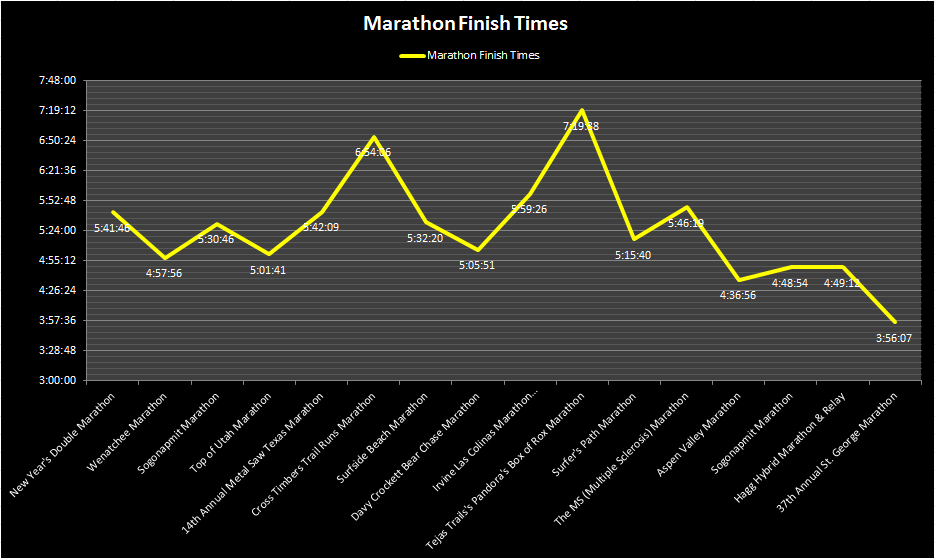 Marathon Finish Times
Marathon Finish Times
7:48:00
7:19:12
6:50:24
6:21:36
5:52:48
5:24:00
4:55:12
4:26:24
3:57:36
3:28:48
3:00:00
5:41:46
4:57:56
5:30:46
5:01:41
5:42:09
6:54:06
5:32:20
5:05:51
5:59:26
7:19:38
5:15:40
5:46:19
4:36:56
4:48:54
4:49:12
3:56:07
New Year's Double Marathon
Wenatchee Marathon
Sogonapmit Marathon
Top of Utah Marathon
14th Annual Metal Saw Texas Marathon
Cross Timbers Trail Runs Marathon
Surfside Beach Marathon
Davy Crockett Bear Chase Marathon
Irvine Las Colinas Marathon...
Tejas Trails's Pandora's Box of Rox Marathon
Surfer's Path Marathon
The MS (Multiple Sclerosis) Marathon
Aspen Valley Marathon
Sogonapmit Marathon
Hagg Hybrid Marathon & Relay
37th Annual St. George Marathon